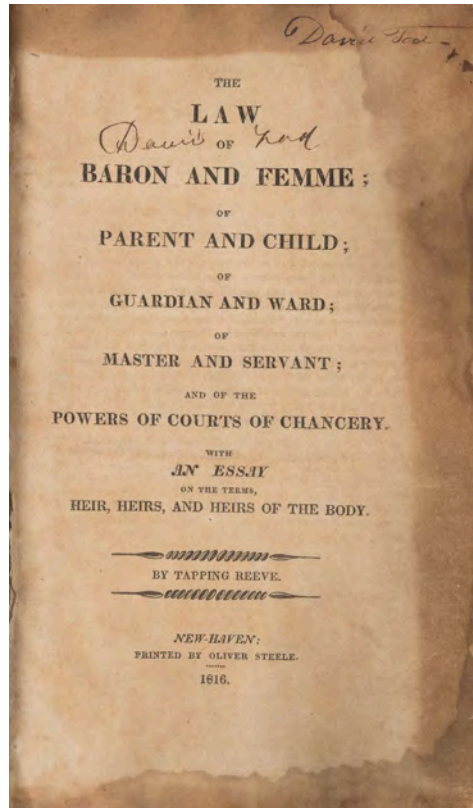 David Tod
THE
LAW
David Tod
OF
BARON AND FEMME;
OF
PARENT AND CHILD;
OF
GUARDIAN AND WARD;
OF
MASTER AND SERVANT;
AND OF THE
POWERS OF COURTS OF CHANCERY.
WITH
AN ESSAY
ON THE TERMS,
HEIR, HEIRS, AND HEIRS OF THE BODY.
BY TAPPING REEVE.
NEW-HAVEN:
PRINTED BY OLIVER STEELE.
1816.